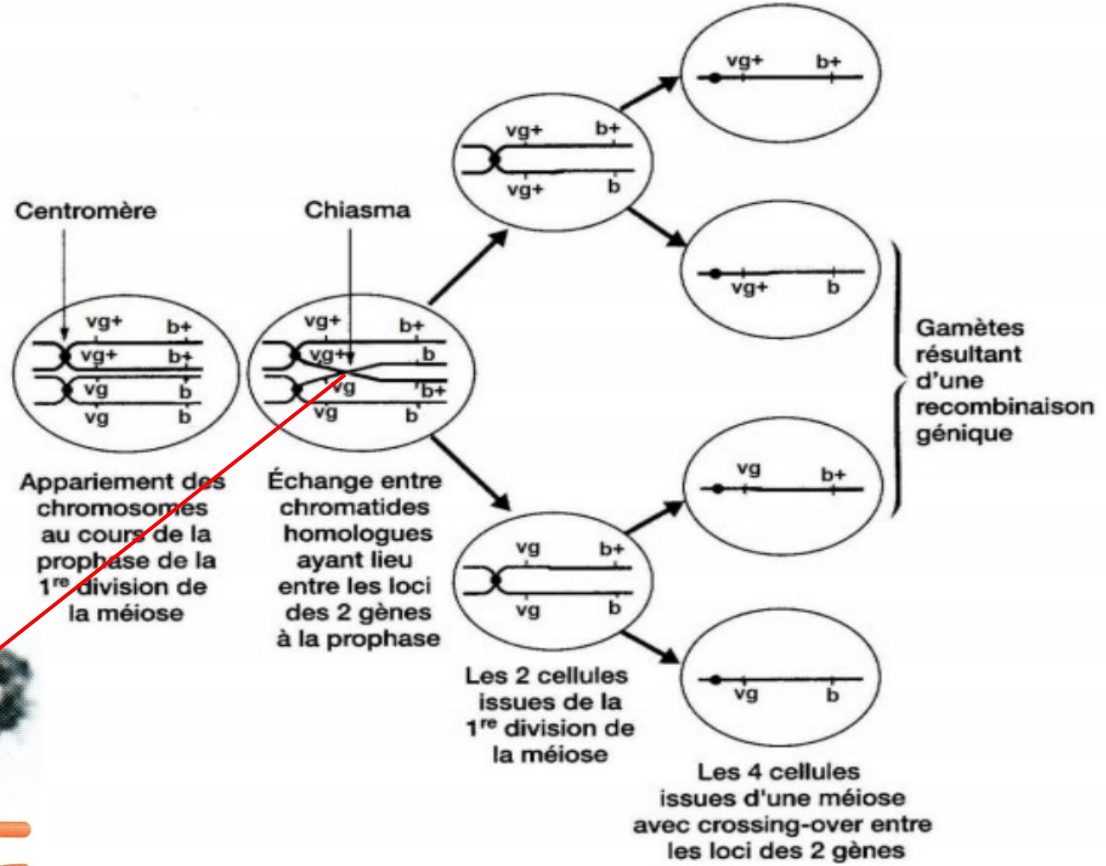 vg+ b+
vg+ b+
vg+ b
Centromère
Chiasma
vg+ b
vg+ b+
vg+ b+
vg b
vg b
vg+ b+
vg+ b
vg b+
vg b
Gamètes
résultant
d'une
recombinaison
génique
Appariement des
chromosomes
au cours de la
prophase de la
1re division de
la méiose
Échange entre
chromatides
homologues
ayant lieu
entre les loci
des 2 gènes
à la prophase
vg b+
vg b+
vg b
vg b
Les 2 cellules
issues de la
1re division de
la méiose
Les 4 cellules
issues d'une méiose
avec crossing-over entre
les loci des 2 gènes